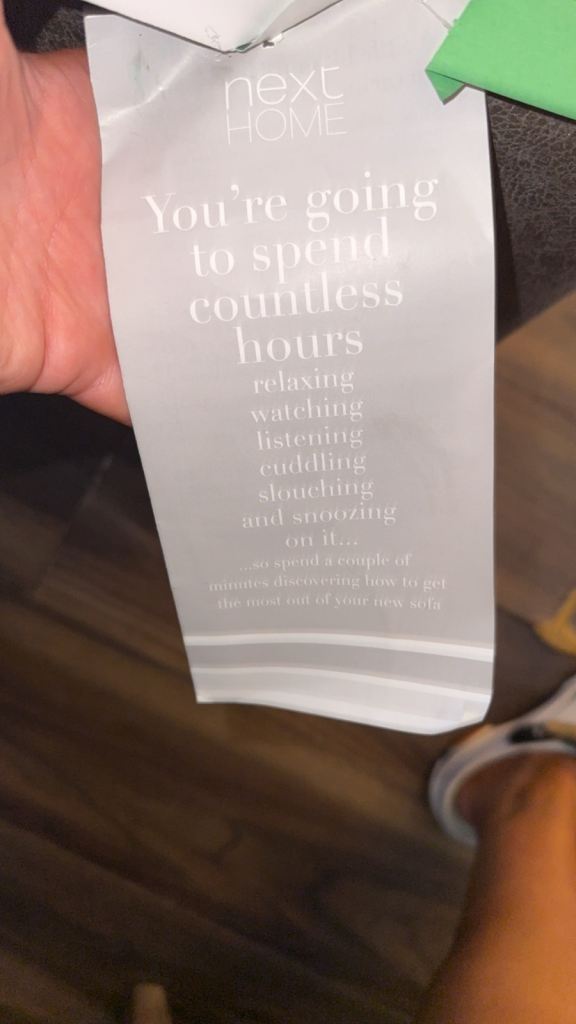 next
HOME
You're going
to spend
countless
hours
relaxing
watching
listening
cuddling
slouching
and snoozing
on it...
...so spend a couple of
minutes discovering how to get
the most out of your new sofa